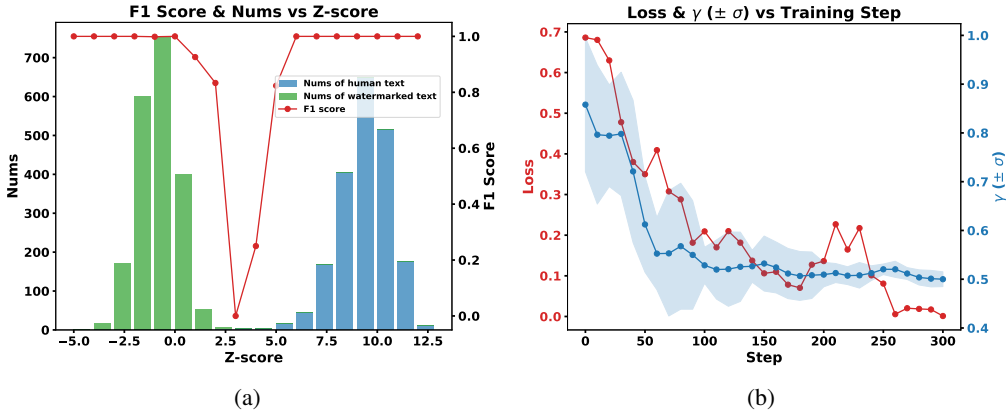 F1 Score & Nums vs Z-score
Nums
700
600
500
400
300
200
100
0
−5.0 −2.5 0.0 2.5 5.0 7.5 10.0 12.5
Z-score
1.0
0.8
0.6
0.4
0.2
0.0
F1 Score
Nums of human text
Nums of watermarked text
F1 score
(a)
Loss & γ (± σ) vs Training Step
Loss
0.7
0.6
0.5
0.4
0.3
0.2
0.1
0.0
0 50 100 150 200 250 300
Step
1.0
0.9
0.8
0.7
0.6
0.5
0.4
γ (± σ)
(b)